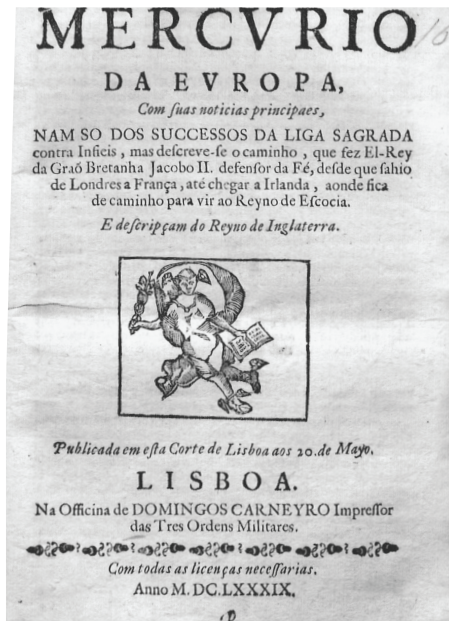 MERCVRIO
DA EVROPA,
Com ſuas noticias principaes,
NAM SO DOS SUCCESSOS DA LIGA SAGRADA
contra Infieis, mas deſcreve-ſe o caminho, que fez El-Rey
da Graõ Bretanha Jacobo II. defenſor da Fé, deſde que ſahio
de Londres a França, até chegar a Irlanda, aonde fica
de caminho para vir ao Reyno de Eſcocia.
E deſcripçam do Reyno de Inglaterra.
Publicada em eſta Corte de Lisboa aos 20. de Mayo.
LISBOA.
Na Officina de DOMINGOS CARNEYRO Impreſſor
das Tres Ordens Militares.
Com todas as licenças neceſſarias.
Anno M. DC. LXXXIX.